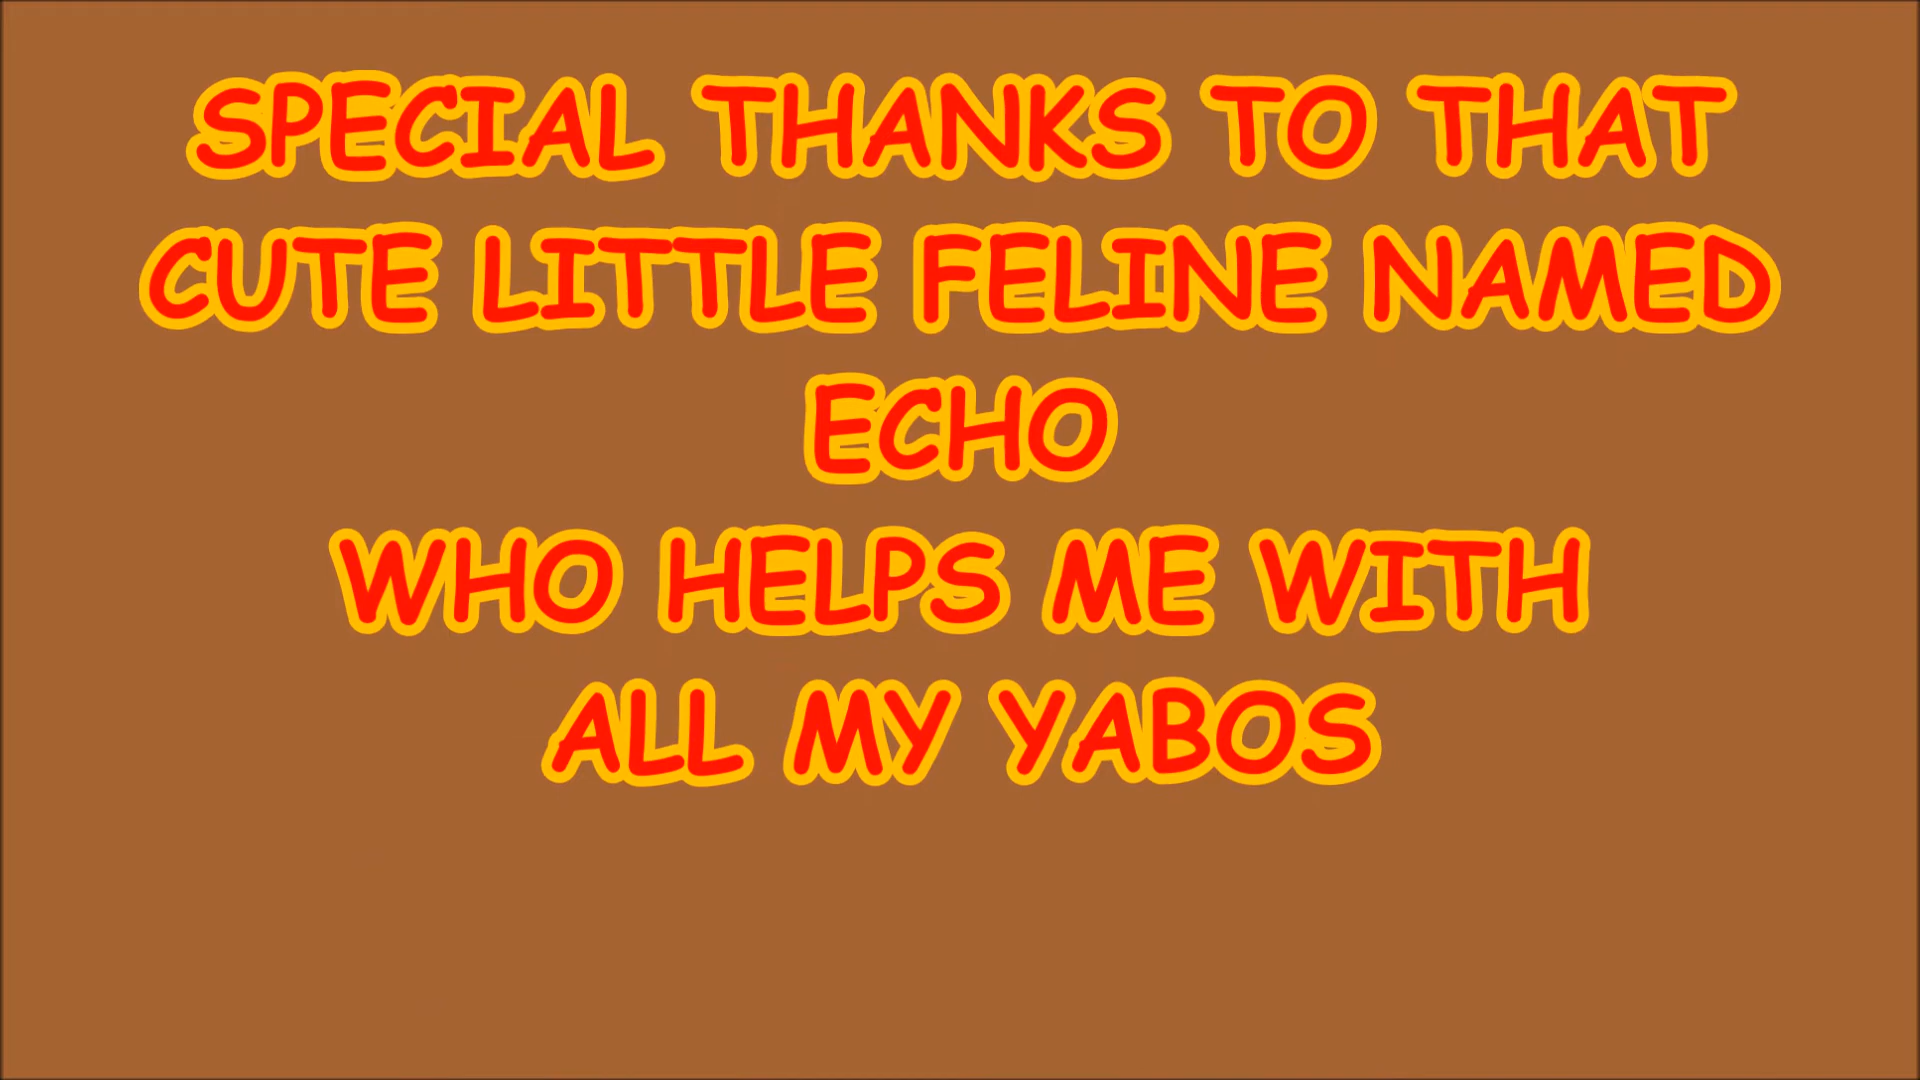 SPECIAL THANKS TO THAT
CUTE LITTLE FELINE NAMED
ECHO
WHO HELPS ME WITH
ALL MY YABOS